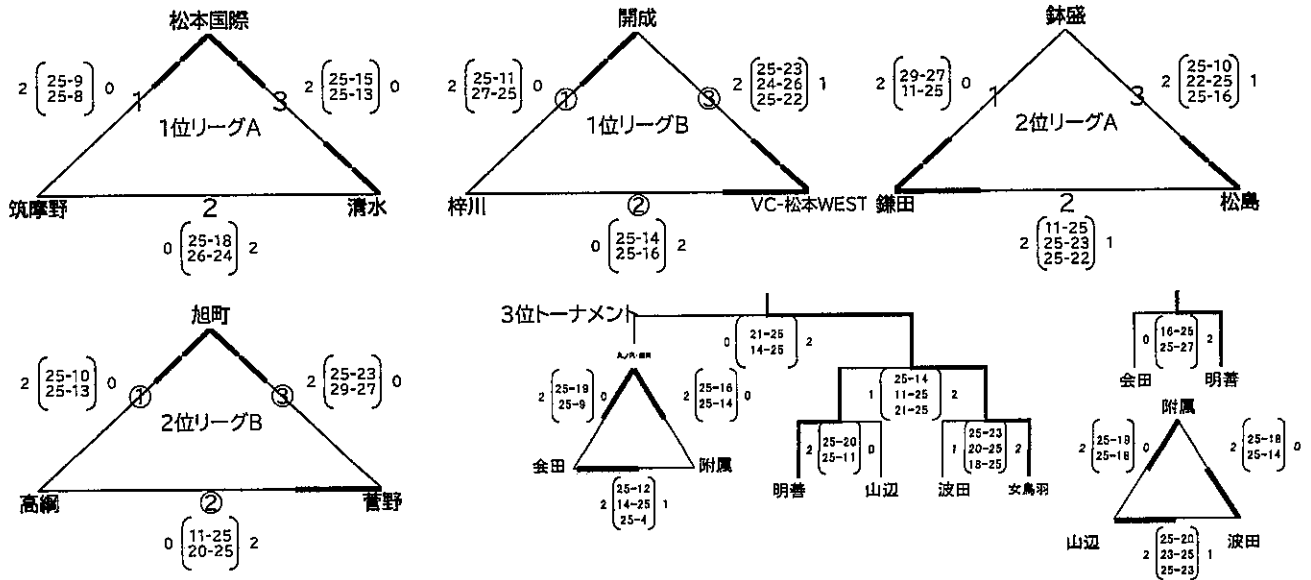 松本国際
2 25-9 25-8 0
1
3
2 25-15 25-13 0
1位リーグA
筑摩野
2
清水
0 25-18 26-24 2
開成
2 25-11 27-25 0
①
③
2 25-23 24-26 25-22 1
1位リーグB
梓川
②
VC-松本WEST
0 25-14 25-16 2
鉢盛
2 29-27 11-25 0
1
3
2 25-10 22-25 25-16 1
2位リーグA
鎌田
2
松島
2 11-25 25-23 25-22 1
旭町
2 25-10 25-13 0
①
③
2 25-23 29-27 0
2位リーグB
高綱
②
菅野
0 11-25 20-25 2
3位トーナメント
0 21-25 14-25 2
2 25-19 25-9 0
2 25-16 25-14 0
会田
附属
2 25-12 14-25 25-4 1
1 25-14 11-25 21-25 2
2 25-20 25-11 0
1 25-23 20-25 18-25 2
明善
山辺
波田
女鳥羽
0 16-25 25-27 2
会田
明善
附属
2 25-19 25-18 0
2 25-18 25-14 0
山辺
波田
2 25-20 23-25 25-23 1